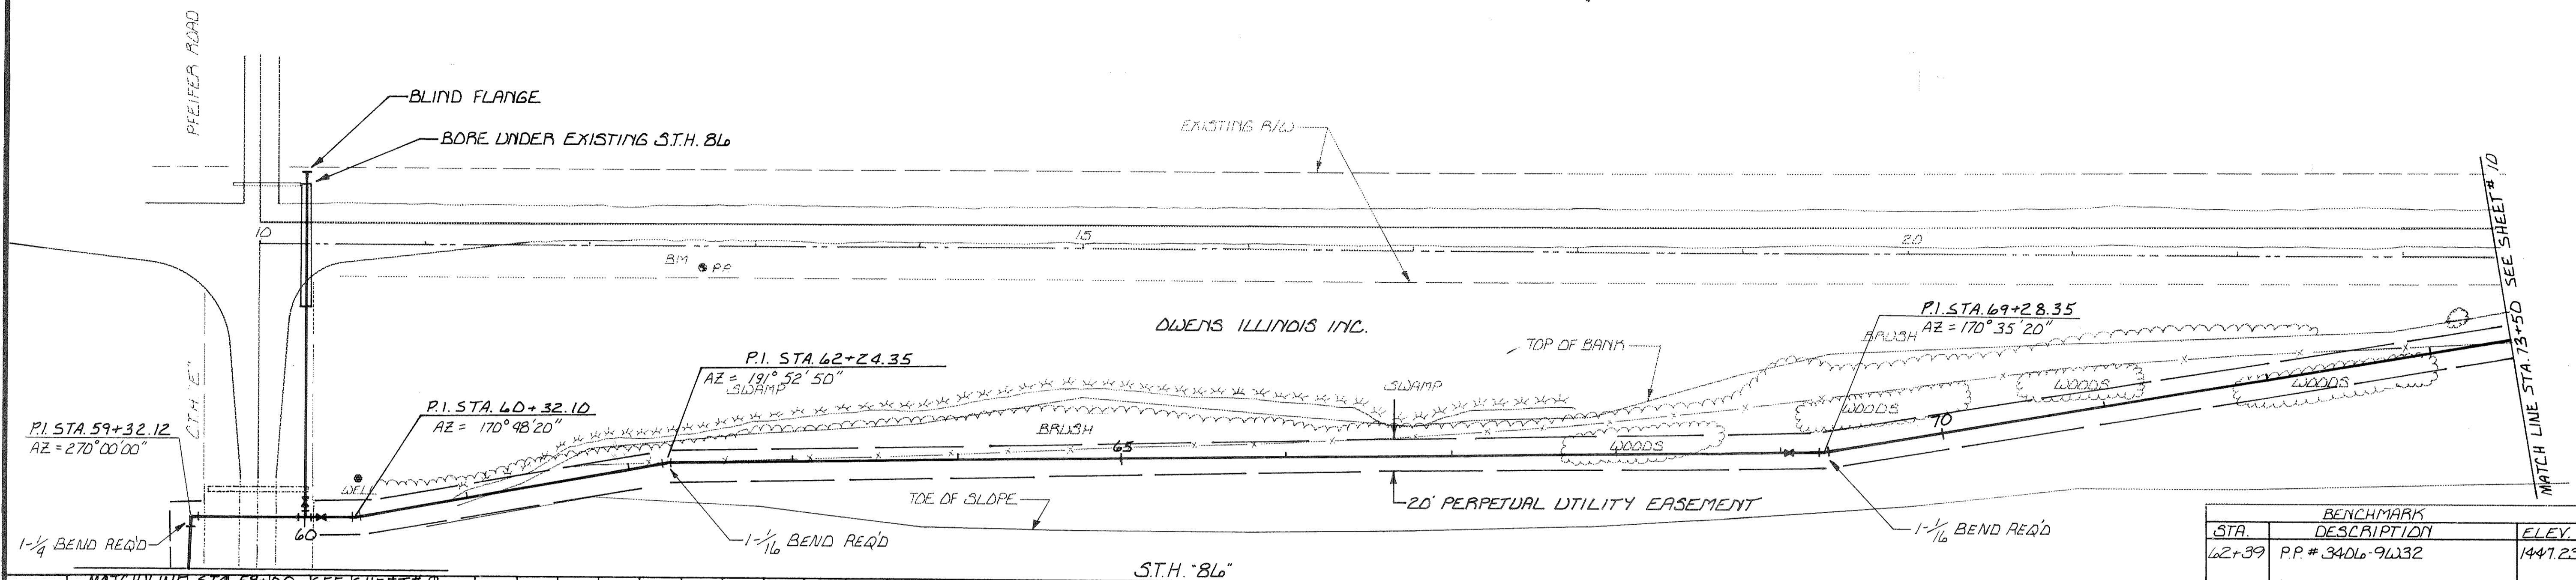 PFEIFER ROAD
BLIND FLANGE
BORE UNDER EXISTING S.T.H. 86
EXISTING R/W
10
15
20
BM
P.P.
MATCH LINE STA. 73+50 SEE SHEET # 10
OWENS ILLINOIS INC.
P.I. STA. 69+28.35
AZ = 170° 35' 20"
BRUSH
TOP OF BANK
P.I. STA. 62+24.35
AZ = 191° 52' 50"
SWAMP
SWAMP
WOODS
WOODS
WOODS
P.I. STA. 60+32.10
AZ = 170° 48' 20"
P.I. STA. 59+32.12
AZ = 270° 00' 00"
C.T.H. "E"
BRUSH
65
WOODS
70
WELL
TOE OF SLOPE
20' PERPETUAL UTILITY EASEMENT
60
1-1/4 BEND REQ'D
1-1/16 BEND REQ'D
1-1/16 BEND REQ'D
S.T.H. "86"
BENCHMARK
STA. DESCRIPTION ELEV.
62+39 P.P. # 3406-9W32 1447.23